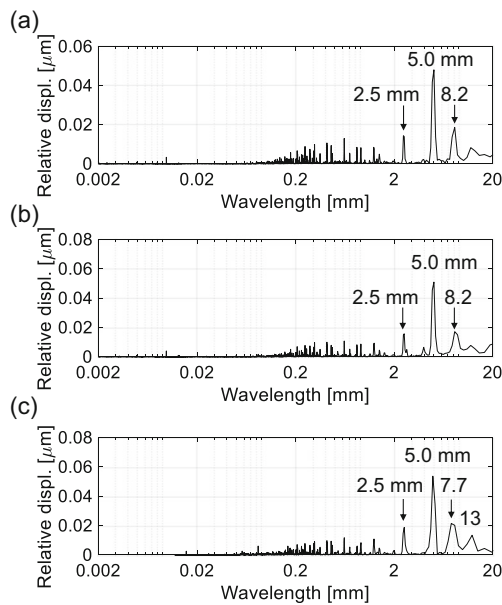 (a)
0.06
5.0 mm
0.04
2.5 mm 8.2
0.02
0
0.002 0.02 0.2 2 20
Relative displ. [μm]
Wavelength [mm]
(b)
0.08
5.0 mm
0.06
0.04
2.5 mm 8.2
0.02
0
0.002 0.02 0.2 2 20
Relative displ. [μm]
Wavelength [mm]
(c)
0.08
5.0 mm
0.06
2.5 mm 7.7
0.04
13
0.02
0
0.002 0.02 0.2 2 20
Relative displ. [μm]
Wavelength [mm]